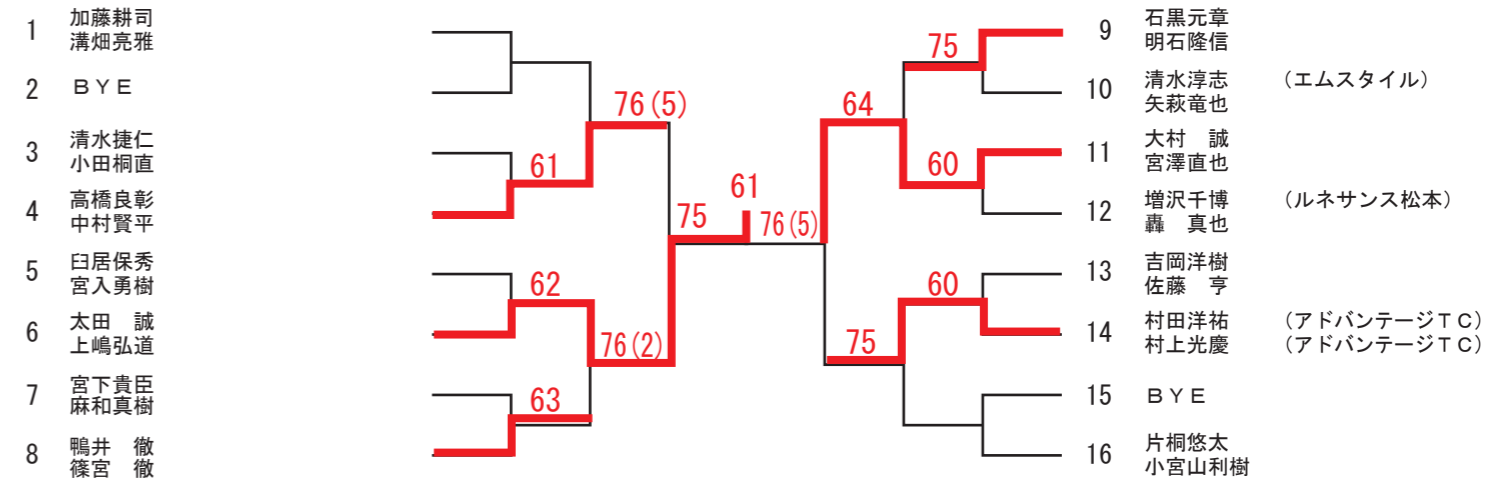 1
加藤耕司
溝畑亮雅
2
ＢＹＥ
3
清水捷仁
小田桐直
4
高橋良彰
中村賢平
5
臼居保秀
宮入勇樹
6
太田　誠
上嶋弘道
7
宮下貴臣
麻和真樹
8
鴨井　徹
篠宮　徹
61
62
63
76(5)
76(2)
75
61
76(5)
64
75
75
60
60
9
石黒元章
明石隆信
10
清水淳志　（エムスタイル）
矢萩竜也
11
大村　誠
宮澤直也
12
増沢千博　（ルネサンス松本）
轟　真也
13
吉岡洋樹
佐藤　亨
14
村田洋祐　（アドバンテージＴＣ）
村上光慶　（アドバンテージＴＣ）
15
ＢＹＥ
16
片桐悠太
小宮山利樹